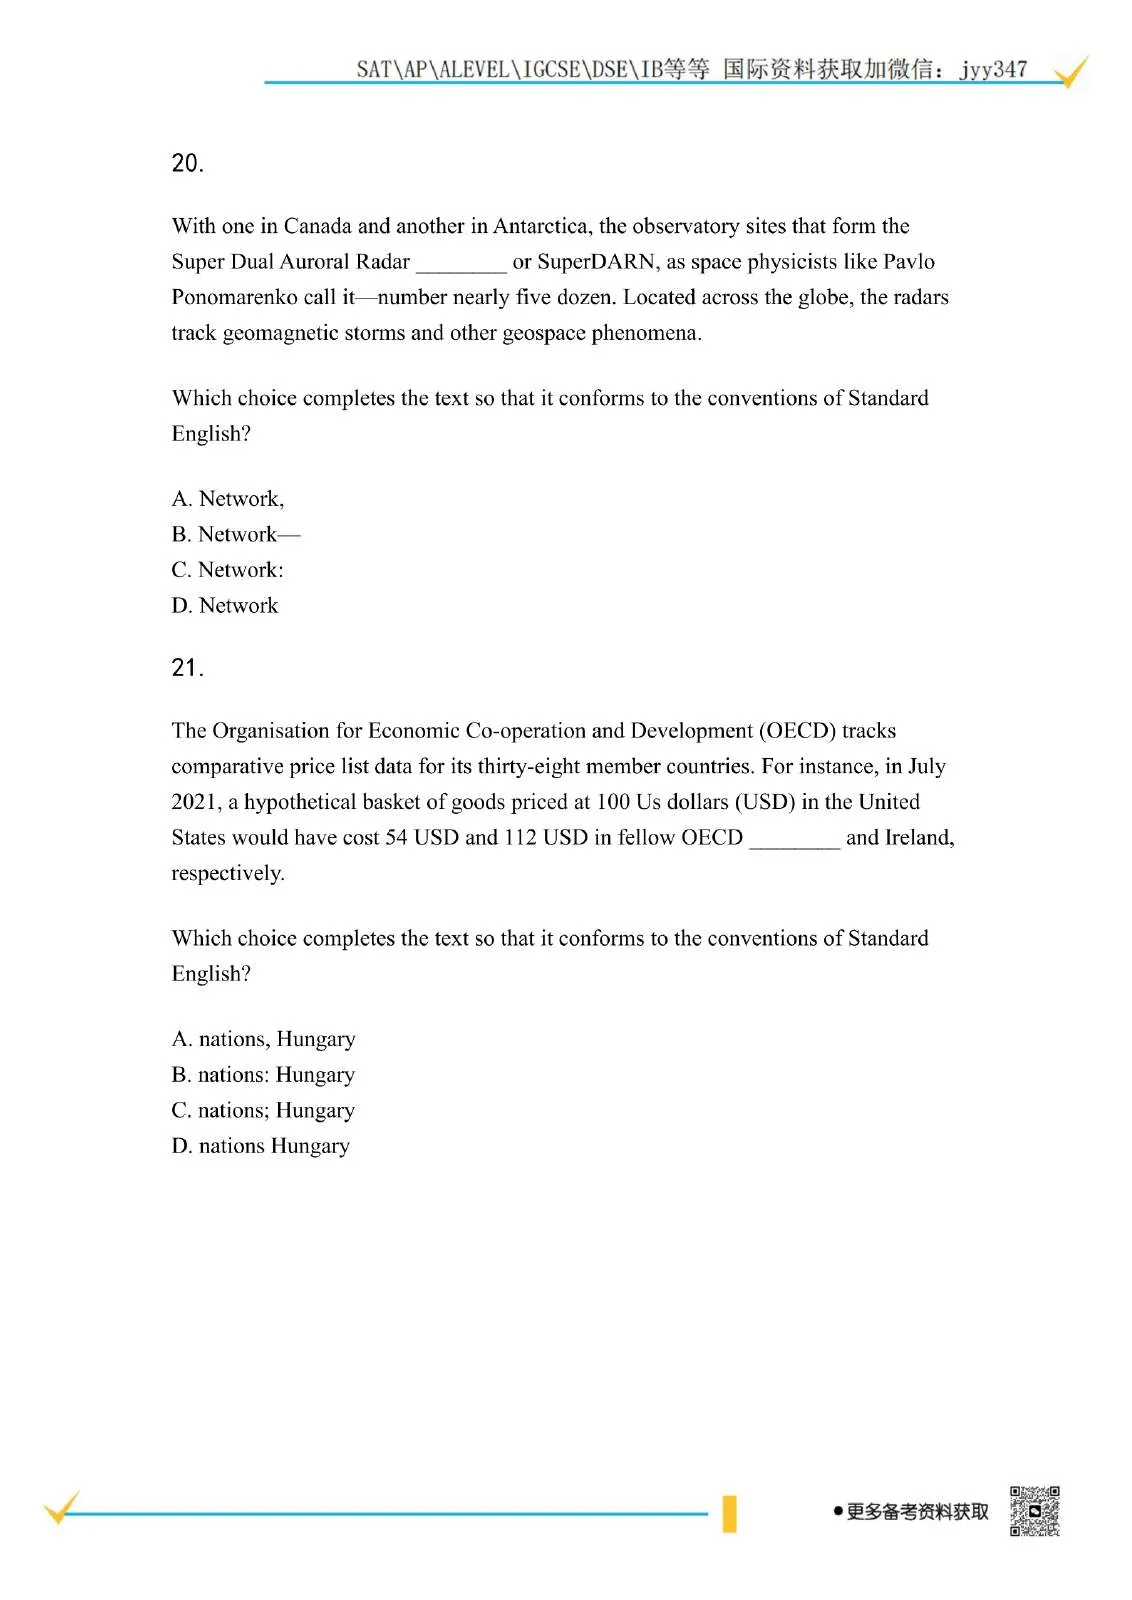 SAT\AP\ALEVEL\IGCSE\DSE\IB等等 国际资料获取加微信：jyy347
20.
With one in Canada and another in Antarctica, the observatory sites that form the
Super Dual Auroral Radar ________ or SuperDARN, as space physicists like Pavlo
Ponomarenko call it—number nearly five dozen. Located across the globe, the radars
track geomagnetic storms and other geospace phenomena.
Which choice completes the text so that it conforms to the conventions of Standard
English?
A. Network,
B. Network—
C. Network:
D. Network
21.
The Organisation for Economic Co-operation and Development (OECD) tracks
comparative price list data for its thirty-eight member countries. For instance, in July
2021, a hypothetical basket of goods priced at 100 Us dollars (USD) in the United
States would have cost 54 USD and 112 USD in fellow OECD ________ and Ireland,
respectively.
Which choice completes the text so that it conforms to the conventions of Standard
English?
A. nations, Hungary
B. nations: Hungary
C. nations; Hungary
D. nations Hungary
●更多备考资料获取